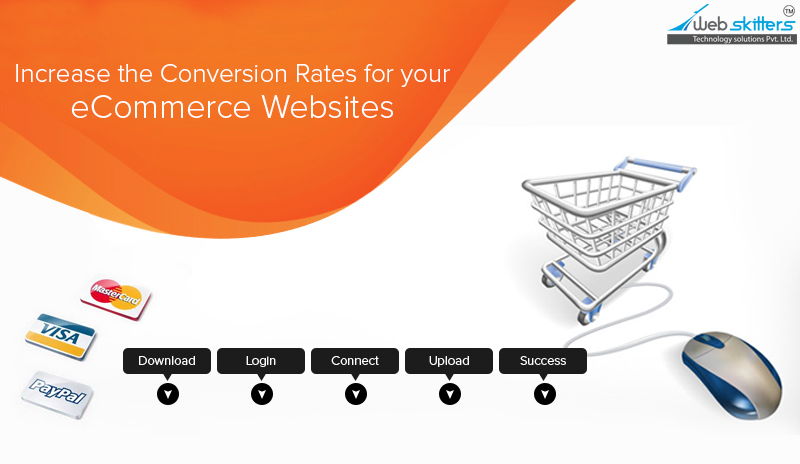 Web skitters TM
Technology solutions Pvt. Ltd.
Increase the Conversion Rates for your
eCommerce Websites
MasterCard
VISA
PayPal
Download Login Connect Upload Success